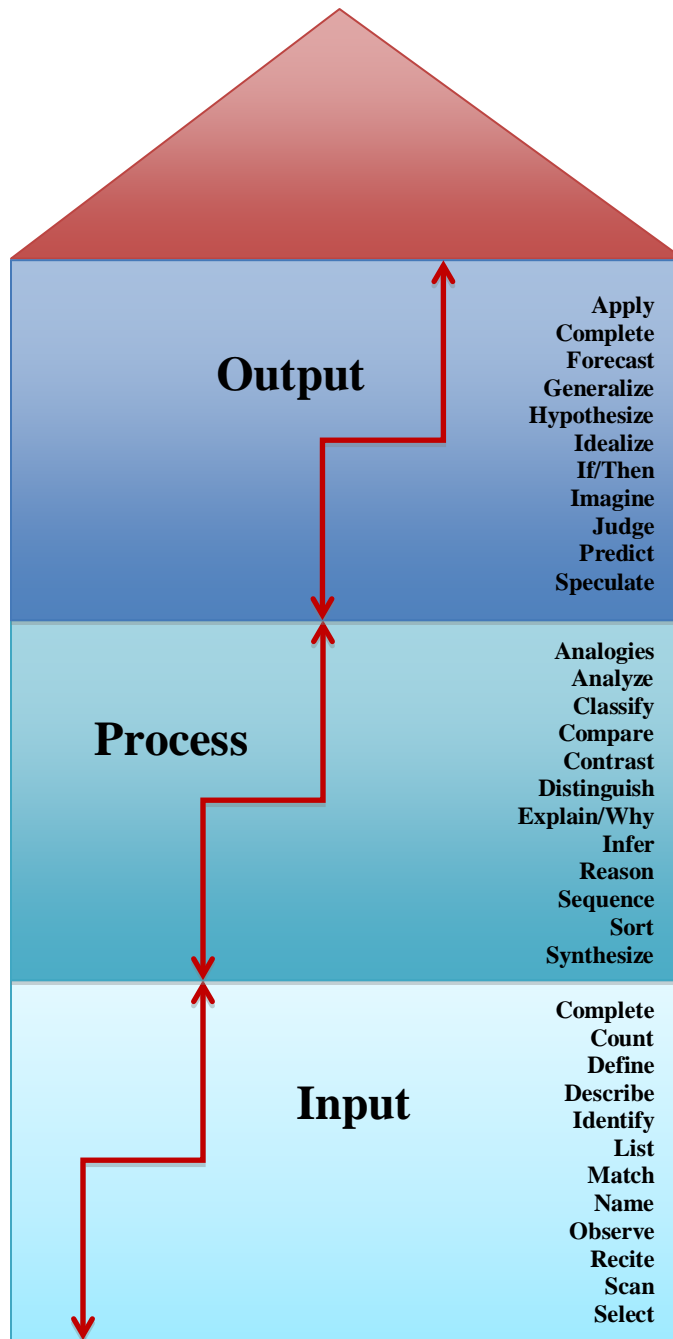 Output
Apply
Complete
Forecast
Generalize
Hypothesize
Idealize
If/Then
Imagine
Judge
Predict
Speculate
Process
Analogies
Analyze
Classify
Compare
Contrast
Distinguish
Explain/Why
Infer
Reason
Sequence
Sort
Synthesize
Input
Complete
Count
Define
Describe
Identify
List
Match
Name
Observe
Recite
Scan
Select